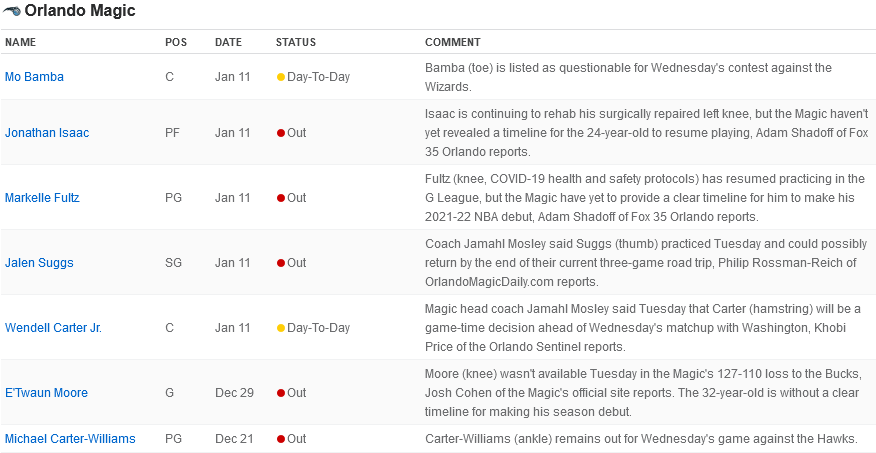 Orlando Magic
NAME POS DATE STATUS COMMENT
Mo Bamba C Jan 11 Day-To-Day Bamba (toe) is listed as questionable for Wednesday's contest against the
Wizards.
Jonathan Isaac PF Jan 11 Out Isaac is continuing to rehab his surgically repaired left knee, but the Magic haven't
yet revealed a timeline for the 24-year-old to resume playing, Adam Shadoff of Fox
35 Orlando reports.
Markelle Fultz PG Jan 11 Out Fultz (knee, COVID-19 health and safety protocols) has resumed practicing in the
G League, but the Magic have yet to provide a clear timeline for him to make his
2021-22 NBA debut, Adam Shadoff of Fox 35 Orlando reports.
Jalen Suggs SG Jan 11 Out Coach Jamahl Mosley said Suggs (thumb) practiced Tuesday and could possibly
return by the end of their current three-game road trip, Philip Rossman-Reich of
OrlandoMagicDaily.com reports.
Wendell Carter Jr. C Jan 11 Day-To-Day Magic head coach Jamahl Mosley said Tuesday that Carter (hamstring) will be a
game-time decision ahead of Wednesday's matchup with Washington, Khobi
Price of the Orlando Sentinel reports.
E'Twaun Moore G Dec 29 Out Moore (knee) wasn't available Tuesday in the Magic's 127-110 loss to the Bucks,
Josh Cohen of the Magic's official site reports. The 32-year-old is without a clear
timeline for making his season debut.
Michael Carter-Williams PG Dec 21 Out Carter-Williams (ankle) remains out for Wednesday's game against the Hawks.